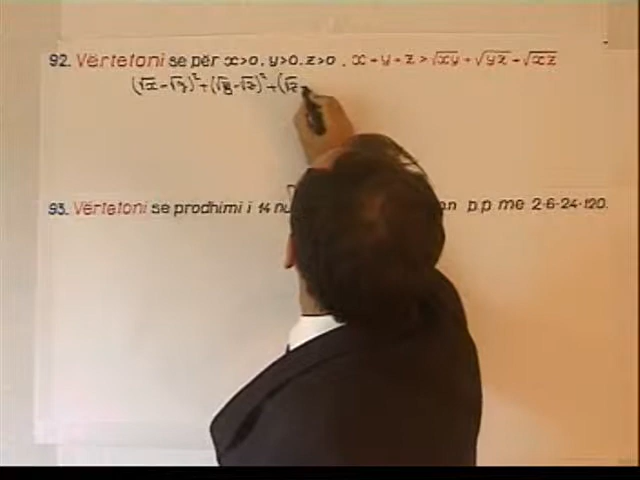 92. Vërtetoni se për x>0, y>0, z>0, x+y+z > √xy + √yz + √xz
(√x - √y)² + (√y - √z)² + (√z
93. Vërtetoni se prodhimi i 14 p.p me 2·6·24·120.